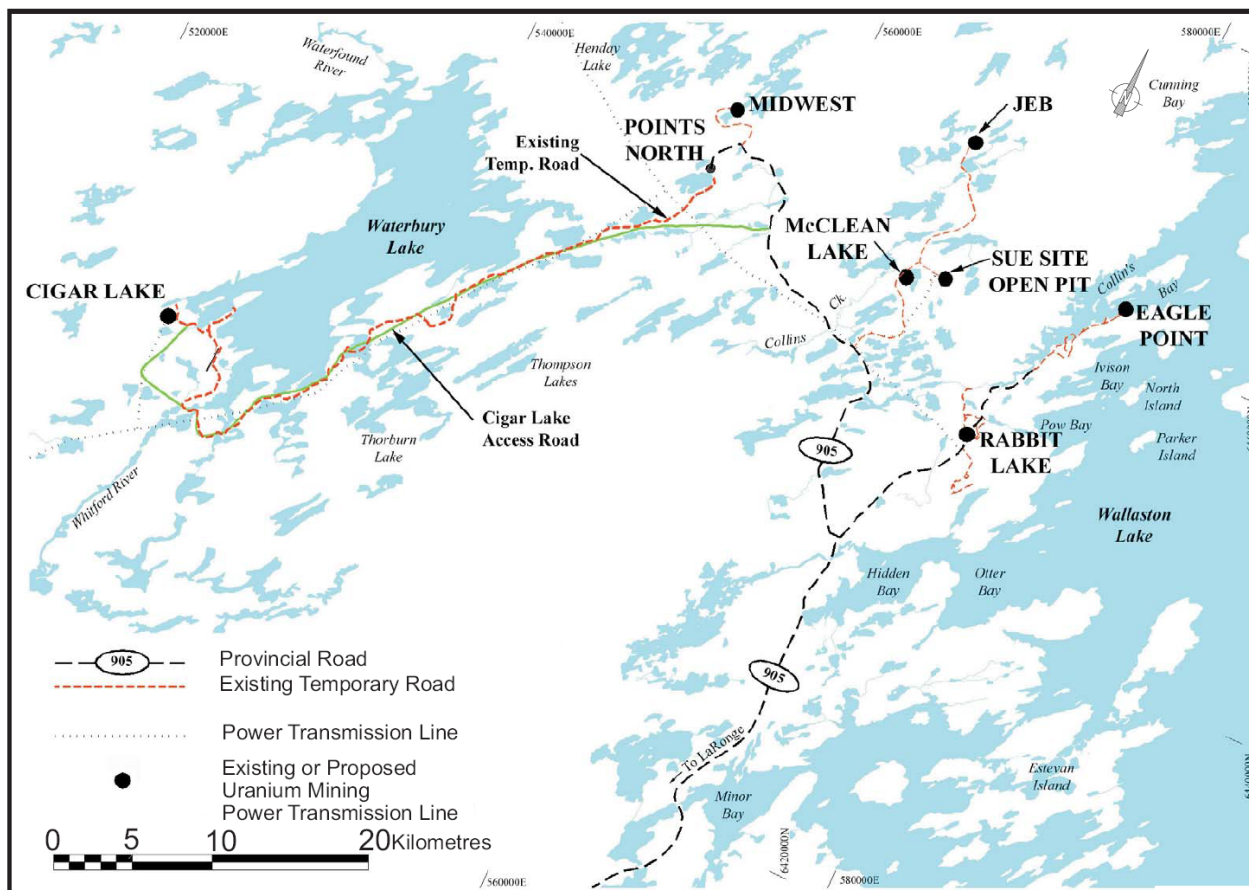 520000E
540000E
560000E
580000E
Waterfound
River
Henday
Lake
Cunning
Bay
MIDWEST
JEB
POINTS
NORTH
Existing
Temp. Road
Waterbury
Lake
McCLEAN
LAKE
SUE SITE
OPEN PIT
Collin's
Bay
CIGAR LAKE
EAGLE
POINT
Collins
Ck.
Thompson
Lakes
Ivison
Bay
North
Island
Cigar Lake
Access Road
Thorburn
Lake
Pow Bay
Parker
Island
RABBIT
LAKE
905
Whitford River
Wallaston
Lake
Hidden
Bay
Otter
Bay
905
Provincial Road
Existing Temporary Road
905
Power Transmission Line
To LaRonge
Existing or Proposed
Uranium Mining
Power Transmission Line
Estevan
Island
Minor
Bay
0 5 10 20 Kilometres
6420000N
560000E
580000E